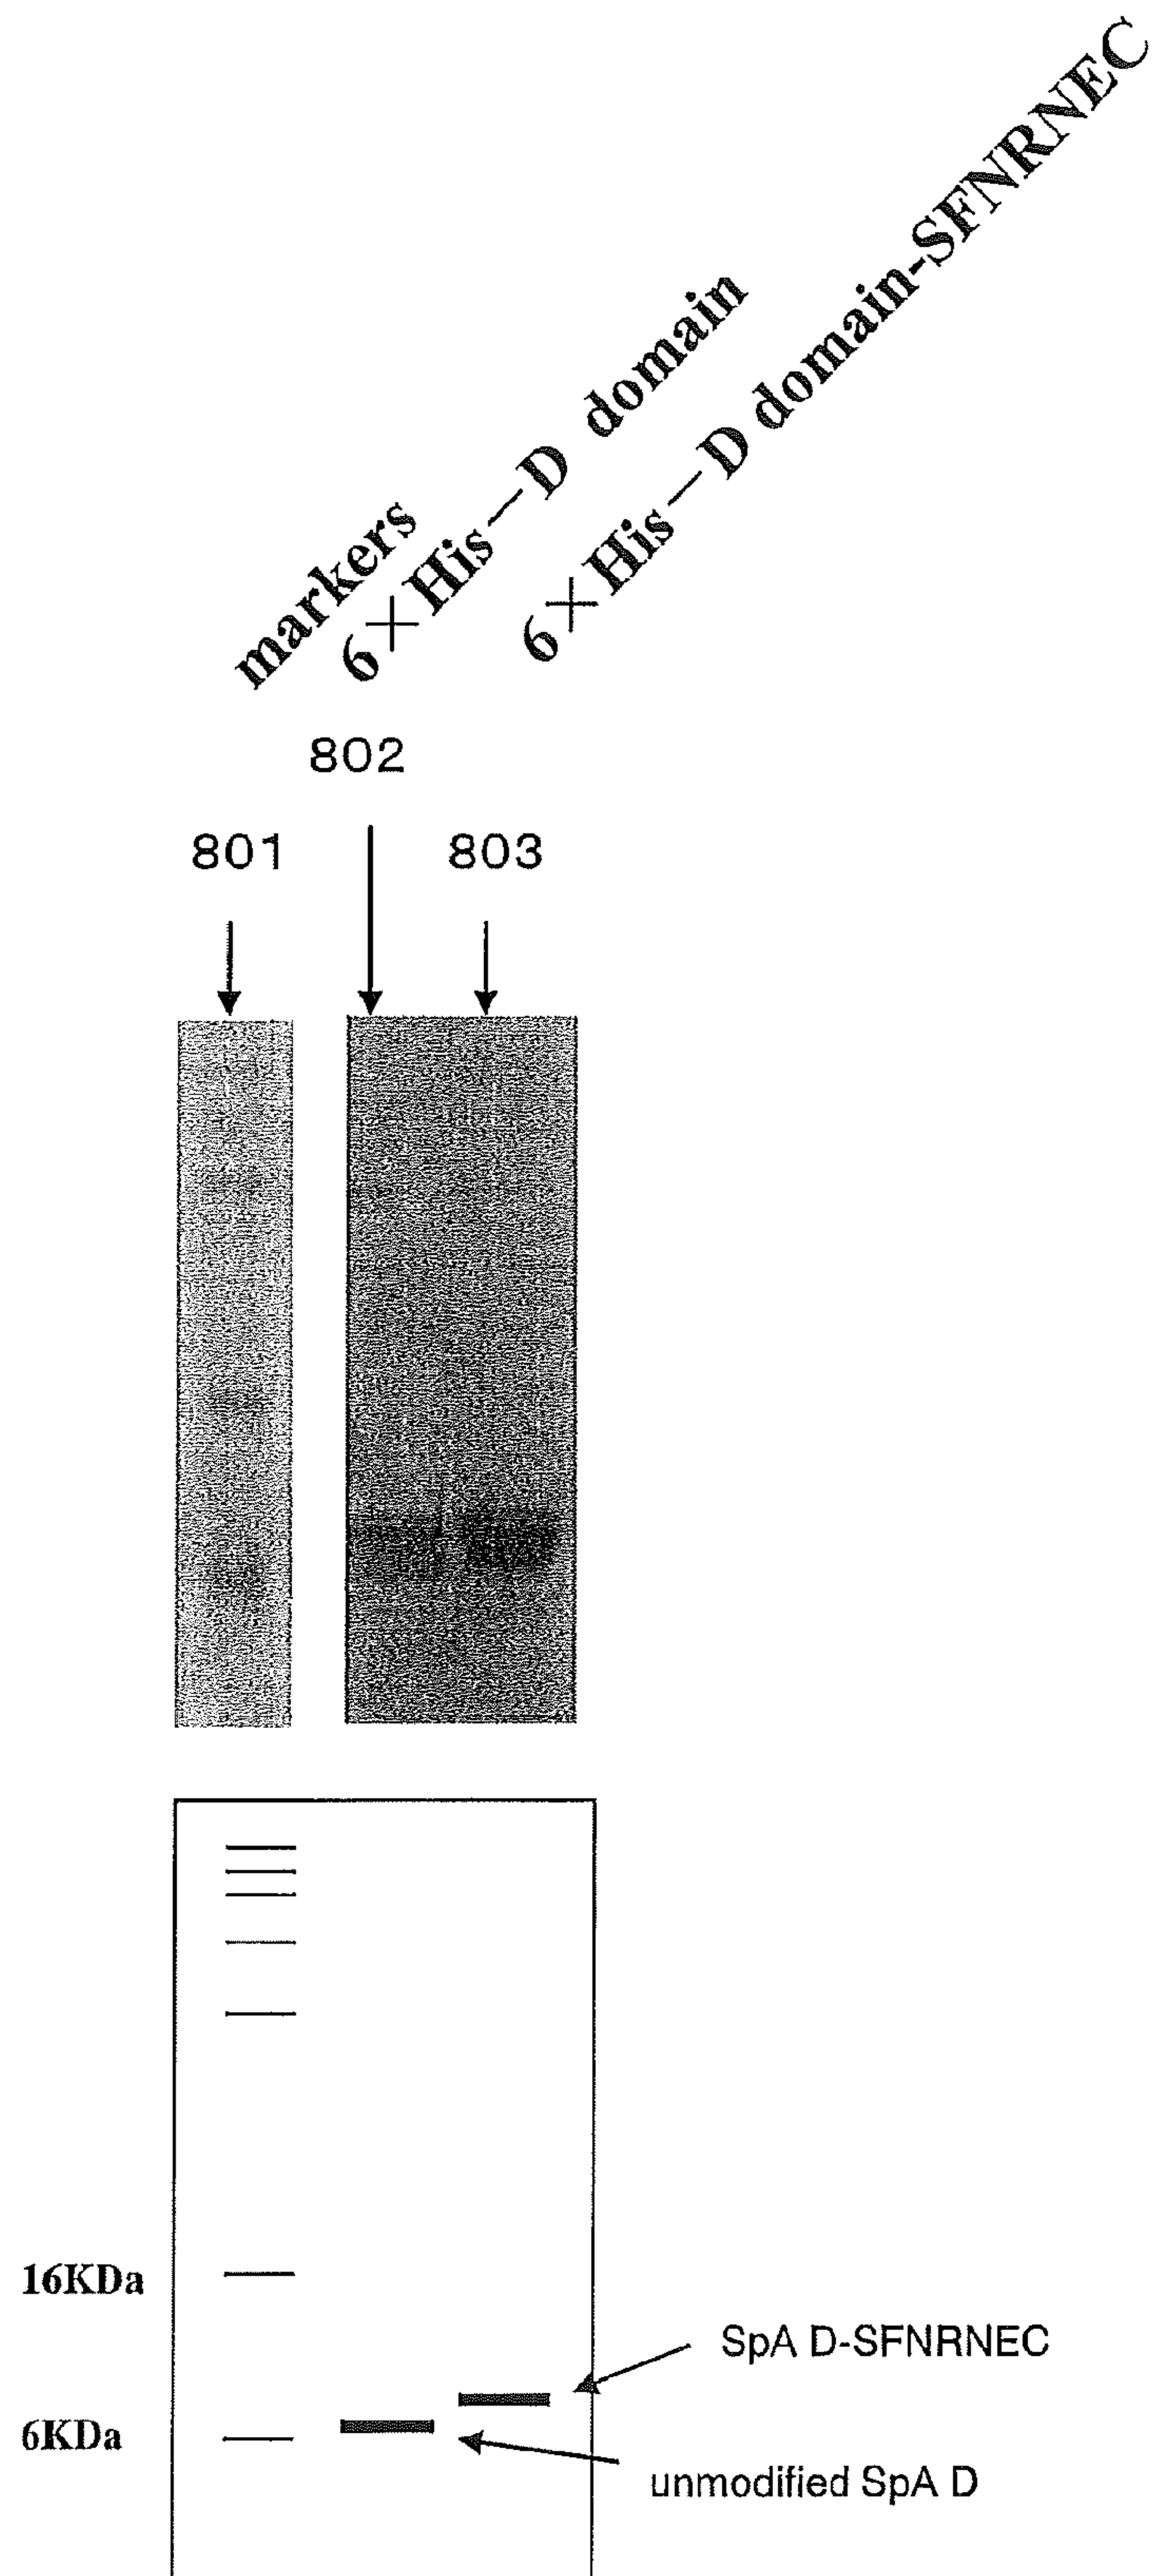 markers
6×His—D domain
6×His—D domain-SFNRNEC
802
801
803
16KDa
SpA D-SFNRNEC
6KDa
unmodified SpA D